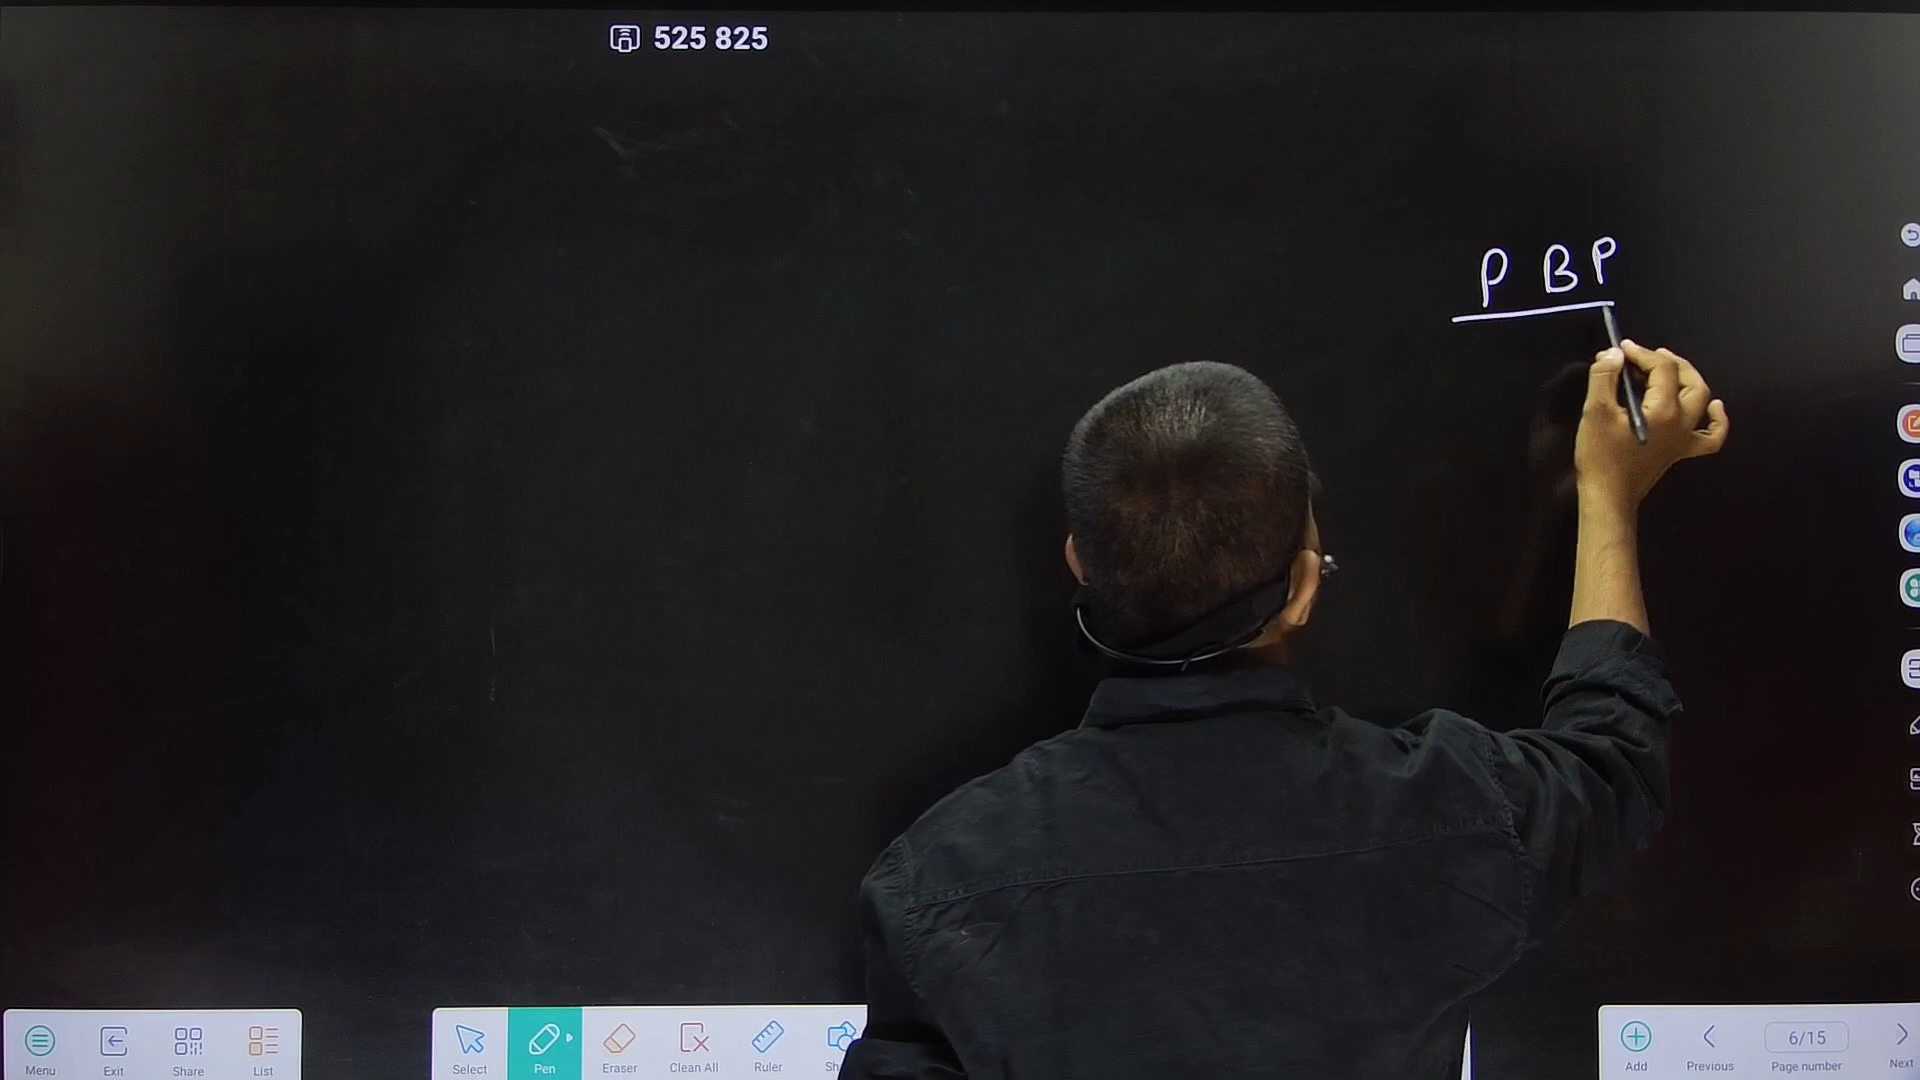 525 825
P BP
Menu
Exit
Share
List
Select
Pen
Eraser
Clean All
Ruler
Add
Previous
6/15
Page number
Next